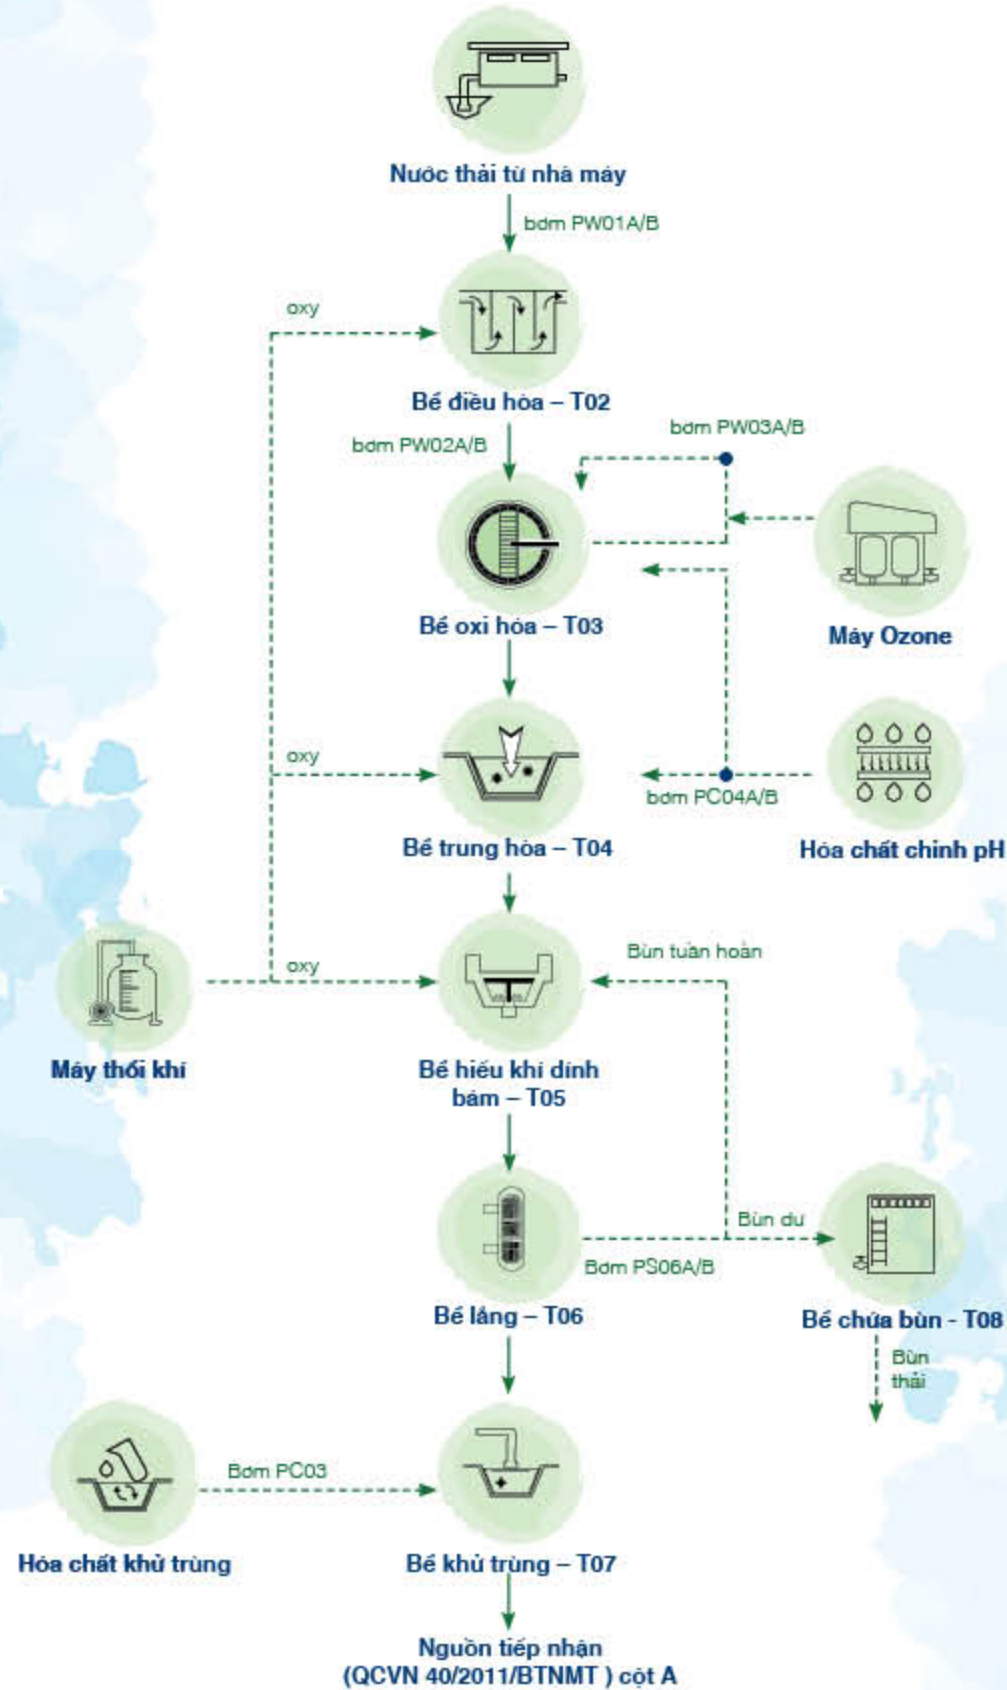 Nước thải từ nhà máy
bơm PW01A/B
oxy
Bể điều hòa – T02
bơm PW03A/B
bơm PW02A/B
Bể oxi hóa – T03
Máy Ozone
oxy
bơm PC04A/B
Bể trung hòa – T04
Hóa chất chỉnh pH
Bùn tuần hoàn
oxy
Máy thổi khí
Bể hiếu khí dính
bám – T05
Bùn dư
Bơm PS06A/B
Bể lắng – T06
Bể chứa bùn - T08
Bùn
thải
Bơm PC03
Hóa chất khử trùng
Bể khử trùng – T07
Nguồn tiếp nhận
(QCVN 40/2011/BTNMT ) cột A